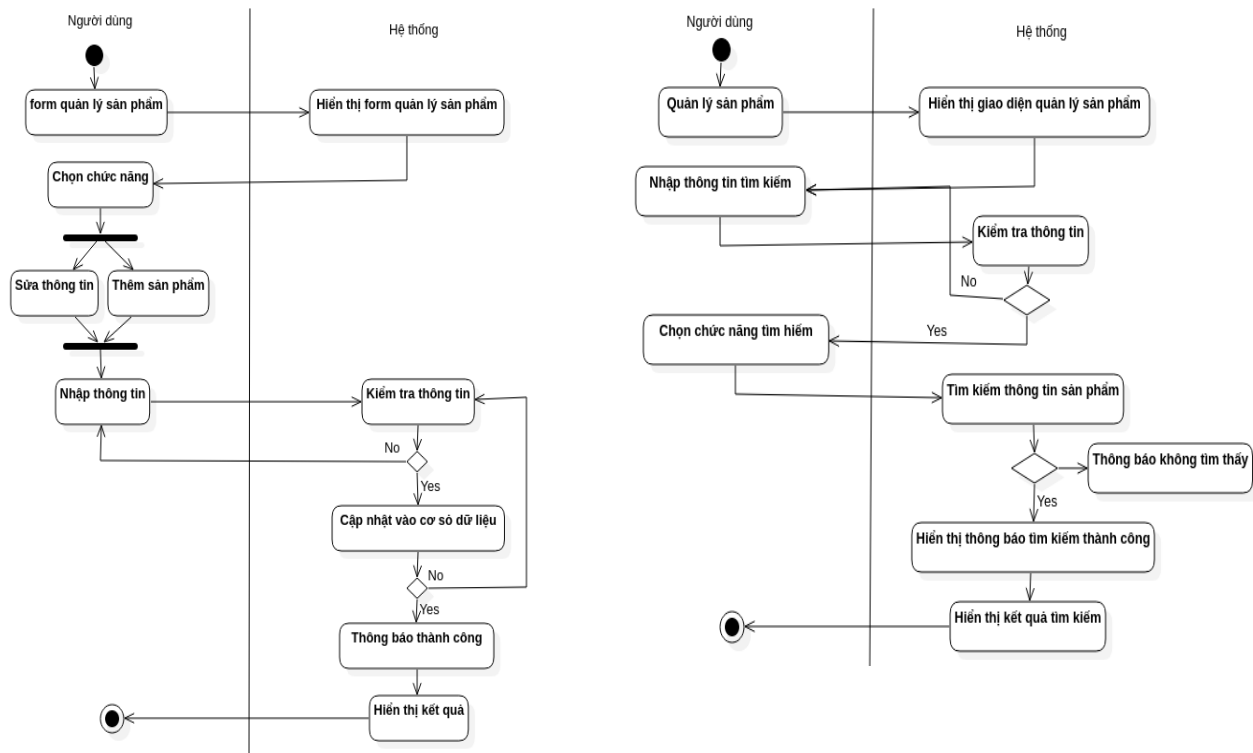 Người dùng
Hệ thống
form quản lý sản phẩm
Hiển thị form quản lý sản phẩm
Chọn chức năng
Sửa thông tin
Thêm sản phẩm
Nhập thông tin
Kiểm tra thông tin
No
Yes
Cập nhật vào cơ sỏ dữ liệu
No
Yes
Thông báo thành công
Hiển thị kết quả
Người dùng
Hệ thống
Quản lý sản phẩm
Hiển thị giao diện quản lý sản phẩm
Nhập thông tin tìm kiếm
Kiểm tra thông tin
No
Yes
Chọn chức năng tìm hiếm
Tìm kiếm thông tin sản phẩm
Thông báo không tìm thấy
Yes
Hiển thị thông báo tìm kiếm thành công
Hiển thị kết quả tìm kiếm